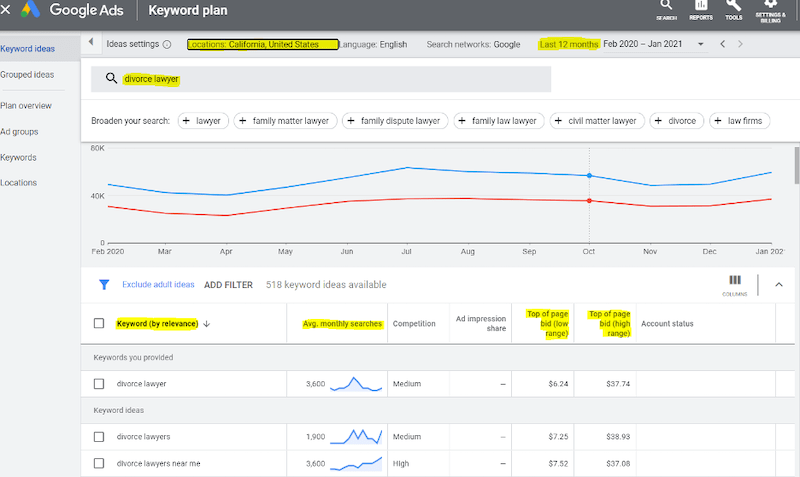 Google Ads
Keyword plan
SEARCH
REPORTS
TOOLS
SETTINGS & BILLING
Keyword ideas
Grouped ideas
Plan overview
Ad groups
Keywords
Locations
Ideas settings
Locations: California, United States
Language: English
Search networks: Google
Last 12 months
Feb 2020 – Jan 2021
divorce lawyer
Broaden your search:
+ lawyer
+ family matter lawyer
+ family dispute lawyer
+ family law lawyer
+ civil matter lawyer
+ divorce
+ law firms
80K
40K
0
Feb 2020 Mar Apr May Jun Jul Aug Sep Oct Nov Dec Jan 202
Exclude adult ideas
ADD FILTER
518 keyword ideas available
COLUMNS
Keyword (by relevance)
Avg. monthly searches
Competition
Ad impression
share
Top of page
bid (low
range)
Top of page
bid (high
range)
Account status
Keywords you provided
divorce lawyer 3,600 Medium – $6.24 $37.74
Keyword ideas
divorce lawyers 1,900 Medium – $7.25 $38.93
divorce lawyers near me 3,600 High – $7.52 $37.08